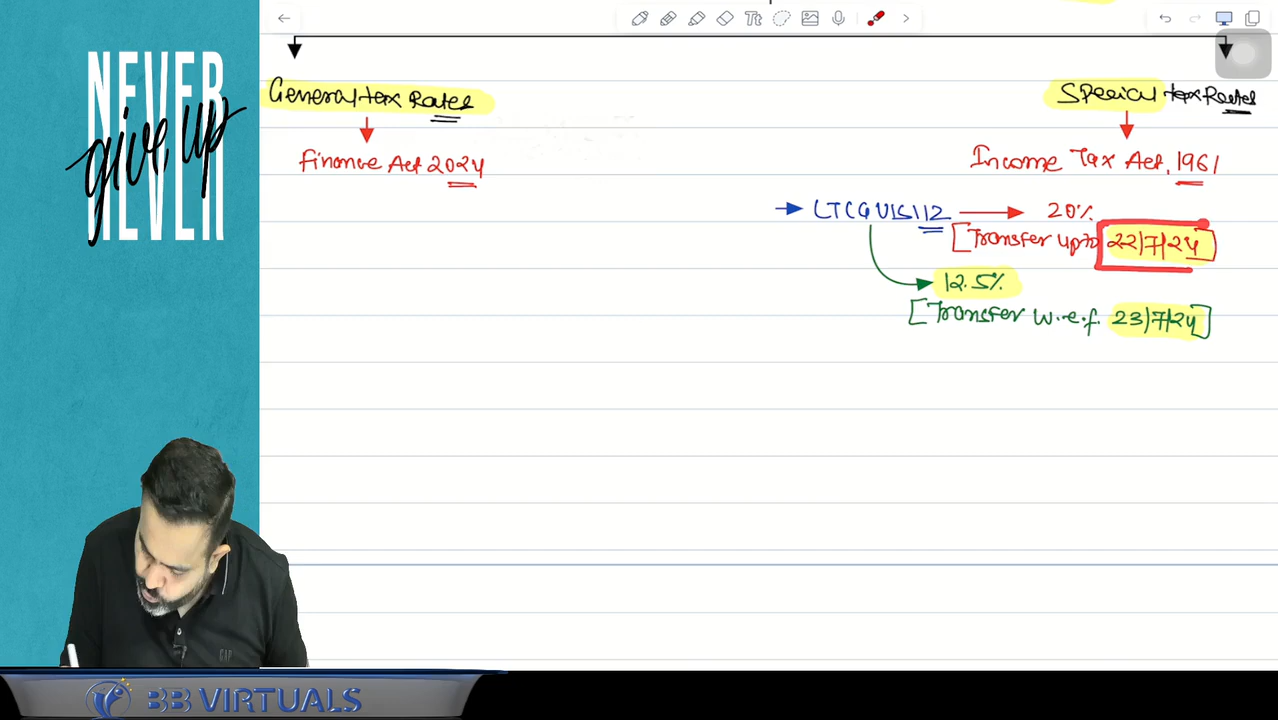 NEVER
give up
NEVER
General tax Rates
Finance Act 2024
Special tax Rates
Income Tax Act, 1961
LTCG U/S 112 20%
[Transfer upto 22/7/24]
12.5%
[Transfer w.e.f. 23/7/24]
GAP
BB VIRTUALS